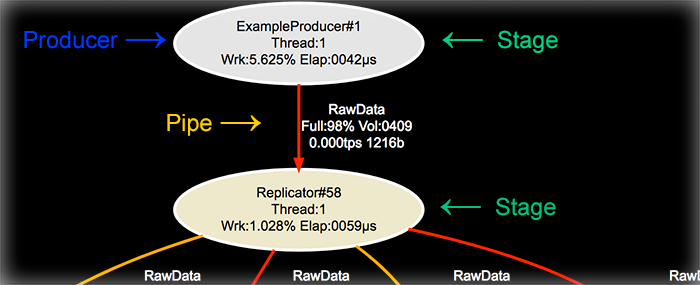 ExampleProducer#1
Producer → Thread:1 ← Stage
Wrk:5.625% Elap:0042µs
RawData
Pipe → Full:98% Vol:0409
0.000tps 1216b
Replicator#58
Thread:1 ← Stage
Wrk:1.028% Elap:0059µs
RawData RawData RawData